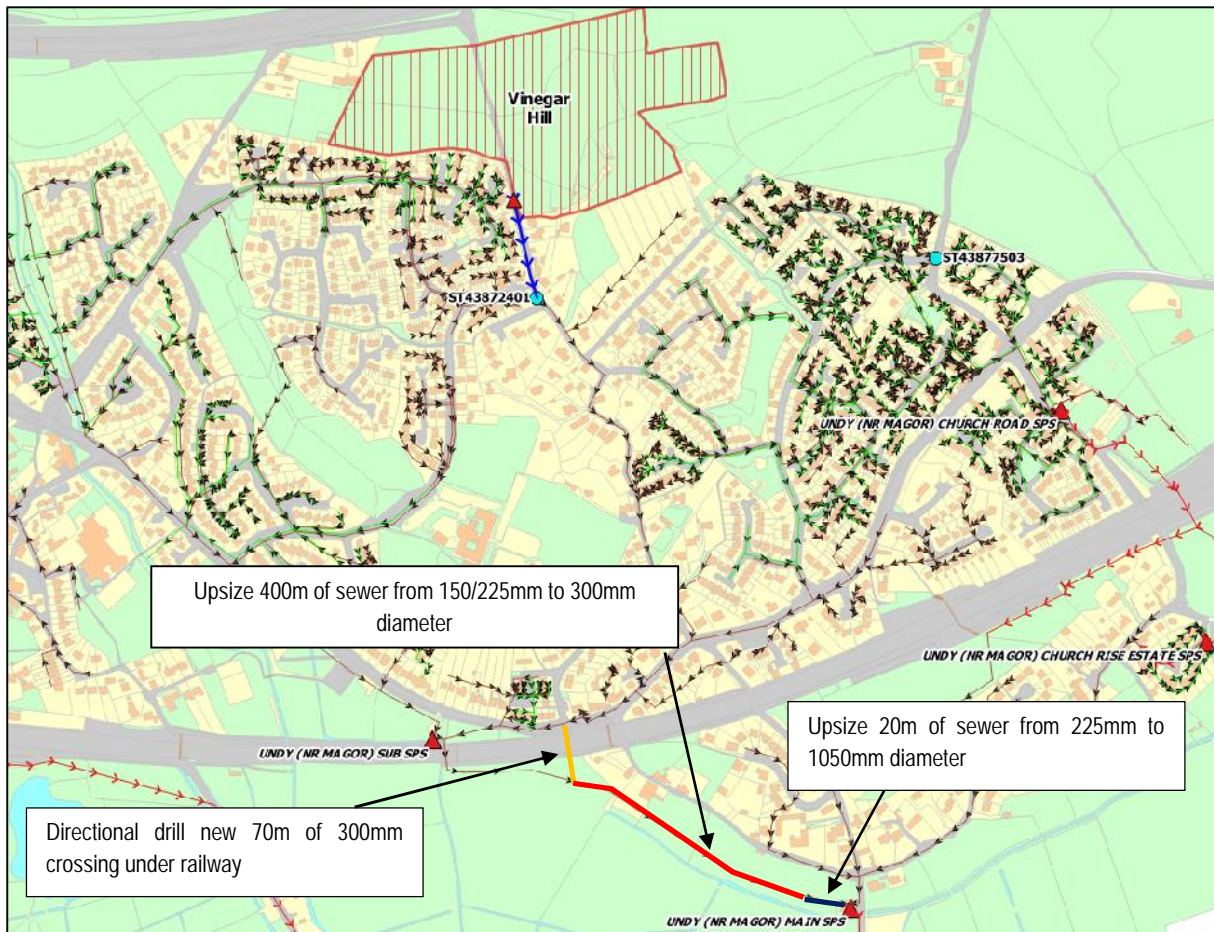 Vinegar
Hill
ST43877503
ST43872401
UNDY (NR MAGOR) CHURCH ROAD SPS
Upsize 400m of sewer from 150/225mm to 300mm
diameter
UNDY (NR MAGOR) CHURCH RISE ESTATE SPS
Upsize 20m of sewer from 225mm to
1050mm diameter
UNDY (NR MAGOR) SUB SPS
Directional drill new 70m of 300mm
crossing under railway
UNDY (NR MAGOR) MAIN SPS